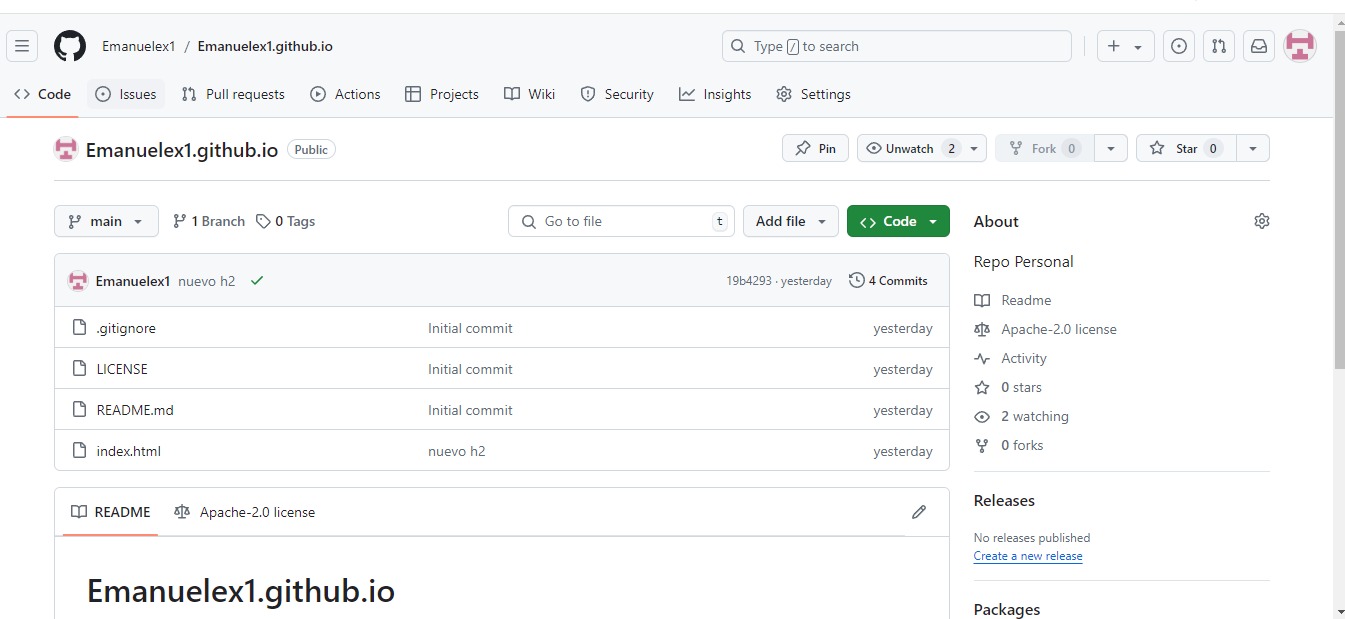 Emanuelex1 / Emanuelex1.github.io
Type / to search
Code Issues Pull requests Actions Projects Wiki Security Insights Settings
Emanuelex1.github.io Public
Pin Unwatch 2 Fork 0 Star 0
main 1 Branch 0 Tags
Go to file t Add file Code
Emanuelex1 nuevo h2 19b4293 · yesterday 4 Commits
.gitignore Initial commit yesterday
LICENSE Initial commit yesterday
README.md Initial commit yesterday
index.html nuevo h2 yesterday
README Apache-2.0 license
Emanuelex1.github.io
About
Repo Personal
Readme
Apache-2.0 license
Activity
0 stars
2 watching
0 forks
Releases
No releases published
Create a new release
Packages